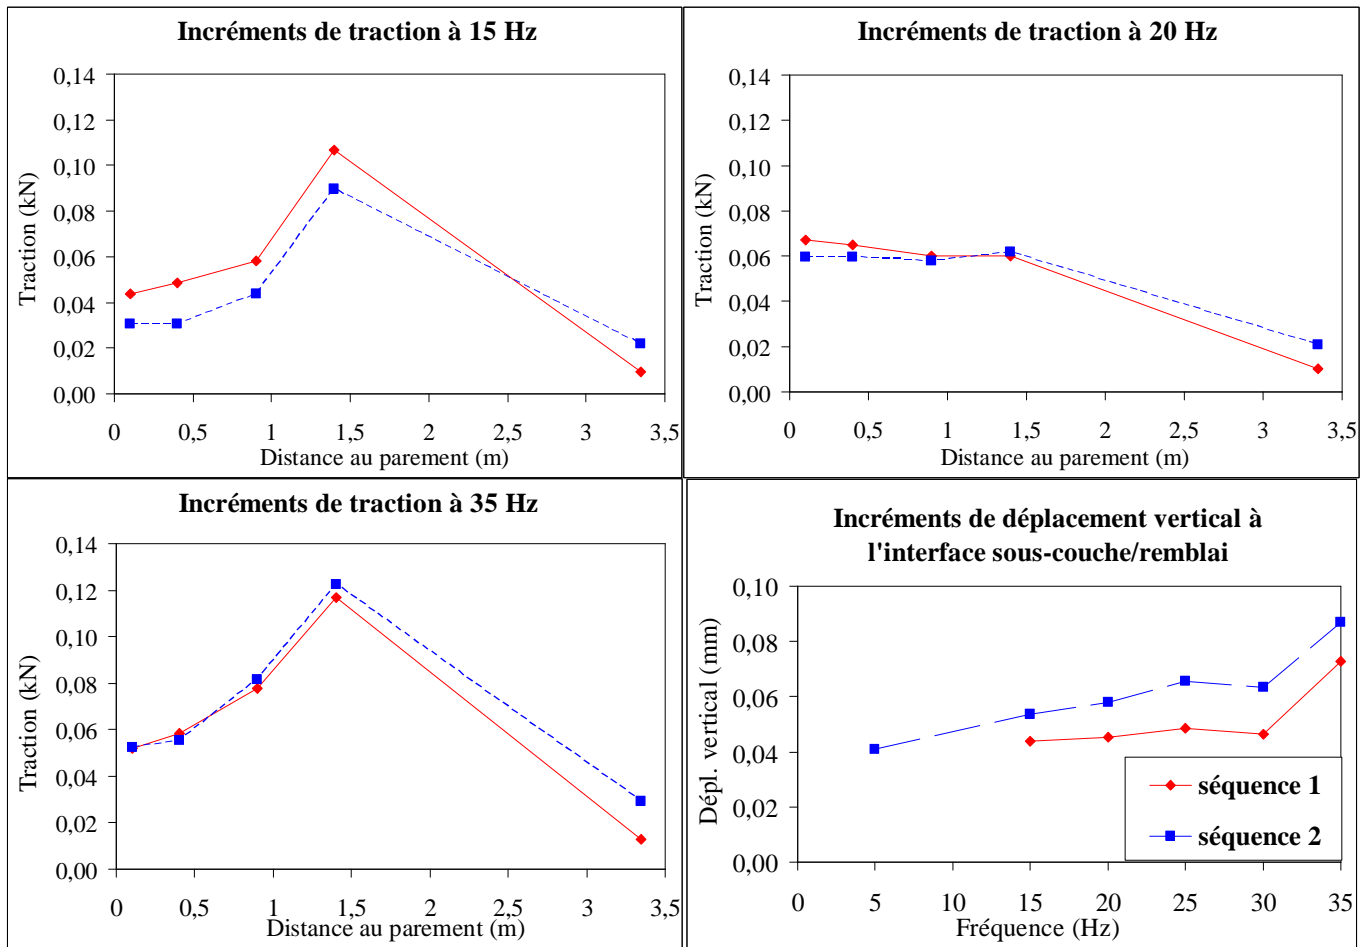 Incréments de traction à 15 Hz
0,14
0,12
0,10
0,08
0,06
0,04
0,02
0,00
Traction (kN)
0 0,5 1 1,5 2 2,5 3 3,5
Distance au parement (m)
Incréments de traction à 20 Hz
0,14
0,12
0,10
0,08
0,06
0,04
0,02
0,00
Traction (kN)
0 0,5 1 1,5 2 2,5 3 3,5
Distance au parement (m)
Incréments de traction à 35 Hz
0,14
0,12
0,10
0,08
0,06
0,04
0,02
0,00
Traction (kN)
0 0,5 1 1,5 2 2,5 3 3,5
Distance au parement (m)
Incréments de déplacement vertical à
l'interface sous-couche/remblai
0,10
0,08
0,06
0,04
0,02
0,00
Dépl. vertical (mm)
0 5 10 15 20 25 30 35
Fréquence (Hz)
séquence 1
séquence 2